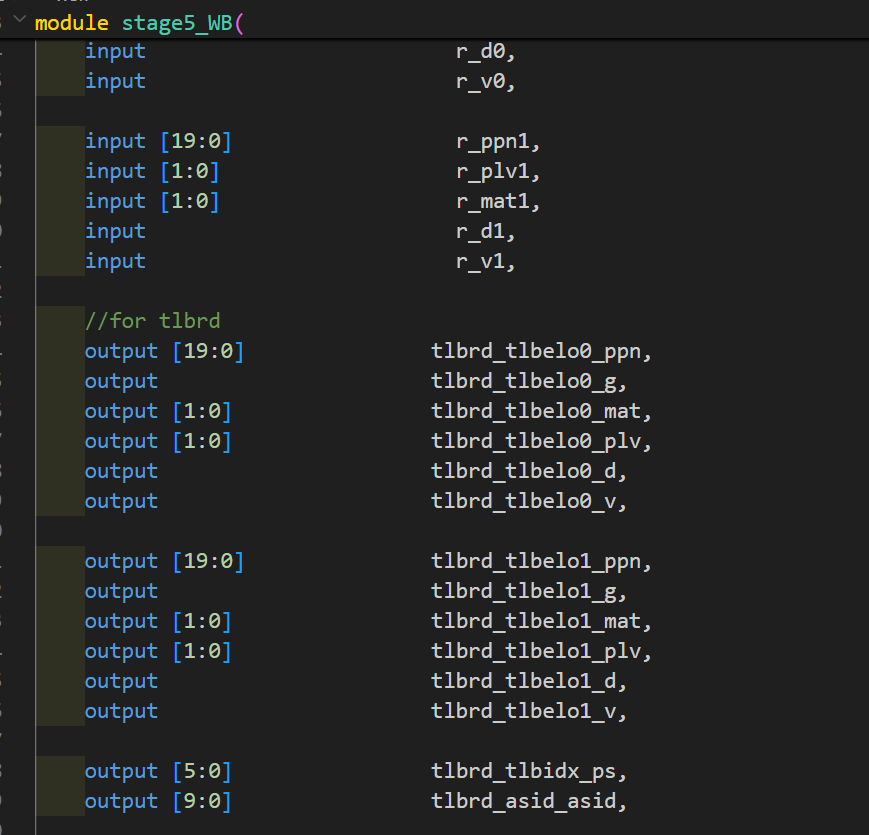 module stage5_WB(
input r_d0,
input r_v0,
input [19:0] r_ppn1,
input [1:0] r_plv1,
input [1:0] r_mat1,
input r_d1,
input r_v1,
//for tlbrd
output [19:0] tlbrd_tlbelo0_ppn,
output tlbrd_tlbelo0_g,
output [1:0] tlbrd_tlbelo0_mat,
output [1:0] tlbrd_tlbelo0_plv,
output tlbrd_tlbelo0_d,
output tlbrd_tlbelo0_v,
output [19:0] tlbrd_tlbelo1_ppn,
output tlbrd_tlbelo1_g,
output [1:0] tlbrd_tlbelo1_mat,
output [1:0] tlbrd_tlbelo1_plv,
output tlbrd_tlbelo1_d,
output tlbrd_tlbelo1_v,
output [5:0] tlbrd_tlbidx_ps,
output [9:0] tlbrd_asid_asid,